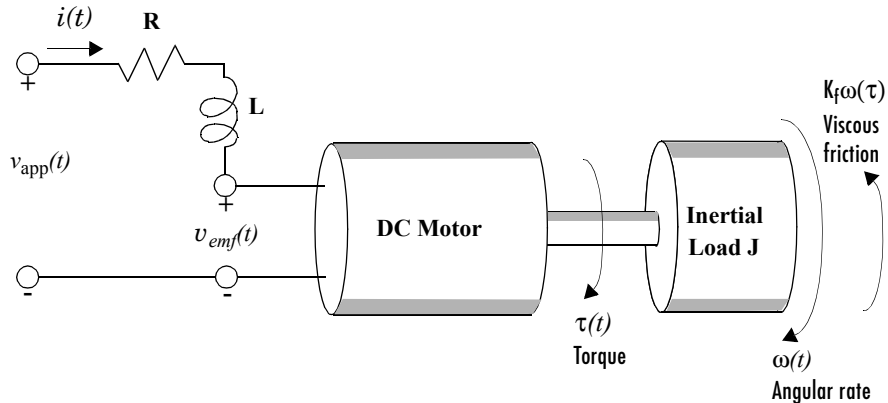 i(t)
R
+
L
v_app(t)
+
v_emf(t)
-
-
DC Motor
τ(t)
Torque
Inertial
Load J
K_fω(τ)
Viscous
friction
ω(t)
Angular rate